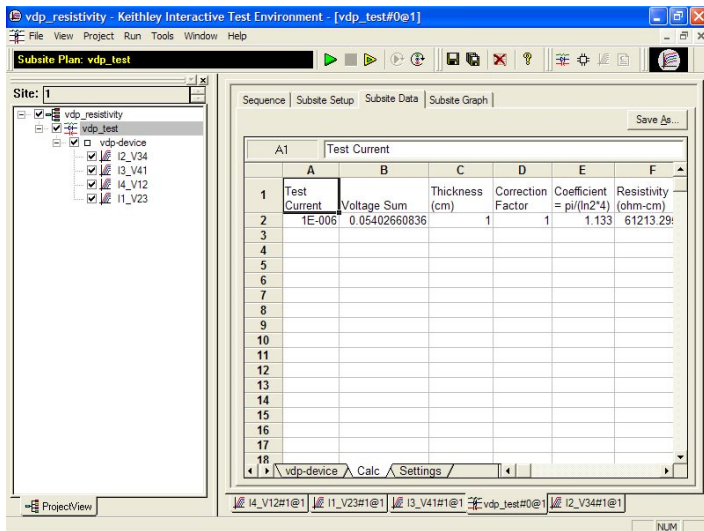 vdp_resistivity - Keithley Interactive Test Environment - [vdp_test#0@1]
File View Project Run Tools Window Help
Subsite Plan: vdp_test
Site: 1
vdp_resistivity
vdp_test
vdp-device
I2_V34
I3_V41
I4_V12
I1_V23
ProjectView
Sequence Subsite Setup Subsite Data Subsite Graph
Save As...
A1 Test Current
A B C D E F
1 Test Current Voltage Sum Thickness (cm) Correction Factor Coefficient = pi/(ln2*4) Resistivity (ohm-cm)
2 1E-006 0.05402660836 1 1 1.133 61213.29
3
4
5
6
7
8
9
10
11
12
13
14
15
16
17
18
vdp-device Calc Settings
I4_V12#1@1 I1_V23#1@1 I3_V41#1@1 vdp_test#0@1 I2_V34#1@1
NUM